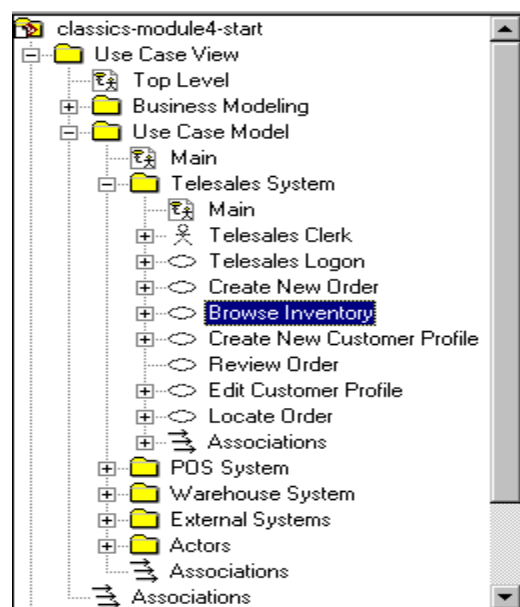 classics-module4-start
Use Case View
Top Level
Business Modeling
Use Case Model
Main
Telesales System
Main
Telesales Clerk
Telesales Logon
Create New Order
Browse Inventory
Create New Customer Profile
Review Order
Edit Customer Profile
Locate Order
Associations
POS System
Warehouse System
External Systems
Actors
Associations
Associations